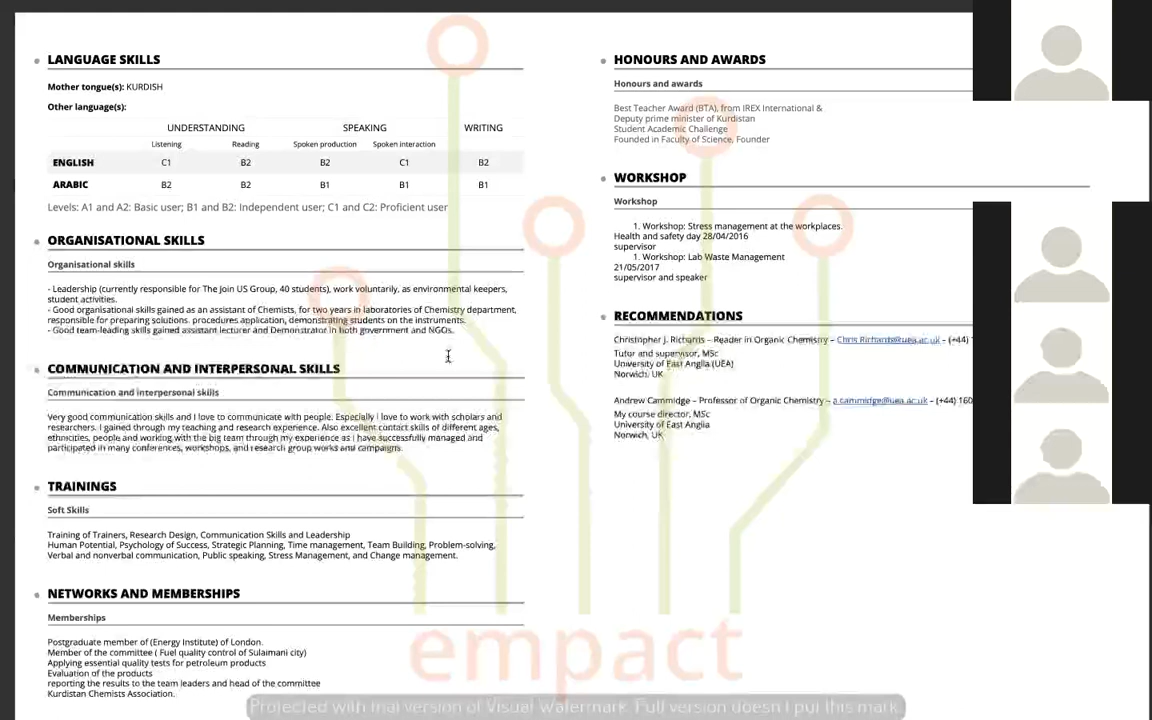 LANGUAGE SKILLS
Mother tongue(s): KURDISH
Other language(s):
UNDERSTANDING SPEAKING WRITING
Listening Reading Spoken production Spoken interaction
ENGLISH C1 B2 B2 C1 B2
ARABIC B2 B2 B1 B1 B1
Levels: A1 and A2: Basic user; B1 and B2: Independent user; C1 and C2: Proficient user
ORGANISATIONAL SKILLS
Organisational skills
- Leadership (currently responsible for The Join US Group, 40 students), work voluntarily, as environmental keepers,
student activities.
- Good organisational skills gained as an assistant of Chemists, for two years in laboratories of Chemistry department,
responsible for preparing solutions. procedures application, demonstrating students on the instruments.
- Good team-leading skills gained assistant lecturer and Demonstrator in both government and NGOs.
COMMUNICATION AND INTERPERSONAL SKILLS
Communication and interpersonal skills
Very good communication skills and I love to communicate with people. Especially I love to work with scholars and
researchers. I gained through my teaching and research experience. Also excellent contact skills of different ages,
ethnicities, people and working with the big team through my experience as I have successfully managed and
participated in many conferences, workshops, and research group works and campaigns.
TRAININGS
Soft Skills
Training of Trainers, Research Design, Communication Skills and Leadership
Human Potential, Psychology of Success, Strategic Planning, Time management, Team Building, Problem-solving,
Verbal and nonverbal communication, Public speaking, Stress Management, and Change management.
NETWORKS AND MEMBERSHIPS
Memberships
Postgraduate member of (Energy Institute) of London.
Member of the committee ( Fuel quality control of Sulaimani city)
Applying essential quality tests for petroleum products
Evaluation of the products
reporting the results to the team leaders and head of the committee
Kurdistan Chemists Association.
HONOURS AND AWARDS
Honours and awards
Best Teacher Award (BTA), from IREX International &
Deputy prime minister of Kurdistan
Student Academic Challenge
Founded in Faculty of Science, Founder
WORKSHOP
Workshop
1. Workshop: Stress management at the workplaces.
Health and safety day 28/04/2016
supervisor
1. Workshop: Lab Waste Management
21/05/2017
supervisor and speaker
RECOMMENDATIONS
Christopher J. Richards – Reader in Organic Chemistry – Chris.Richards@uea.ac.uk – (+44)
Tutor and supervisor, MSc
University of East Anglia (UEA)
Norwich, UK
Andrew Cammidge – Professor of Organic Chemistry – a.cammidge@uea.ac.uk – (+44) 160
My course director, MSc
University of East Anglia
Norwich, UK
empact
Protected with trial version of Visual Watermark. Full version doesn't put this mark.